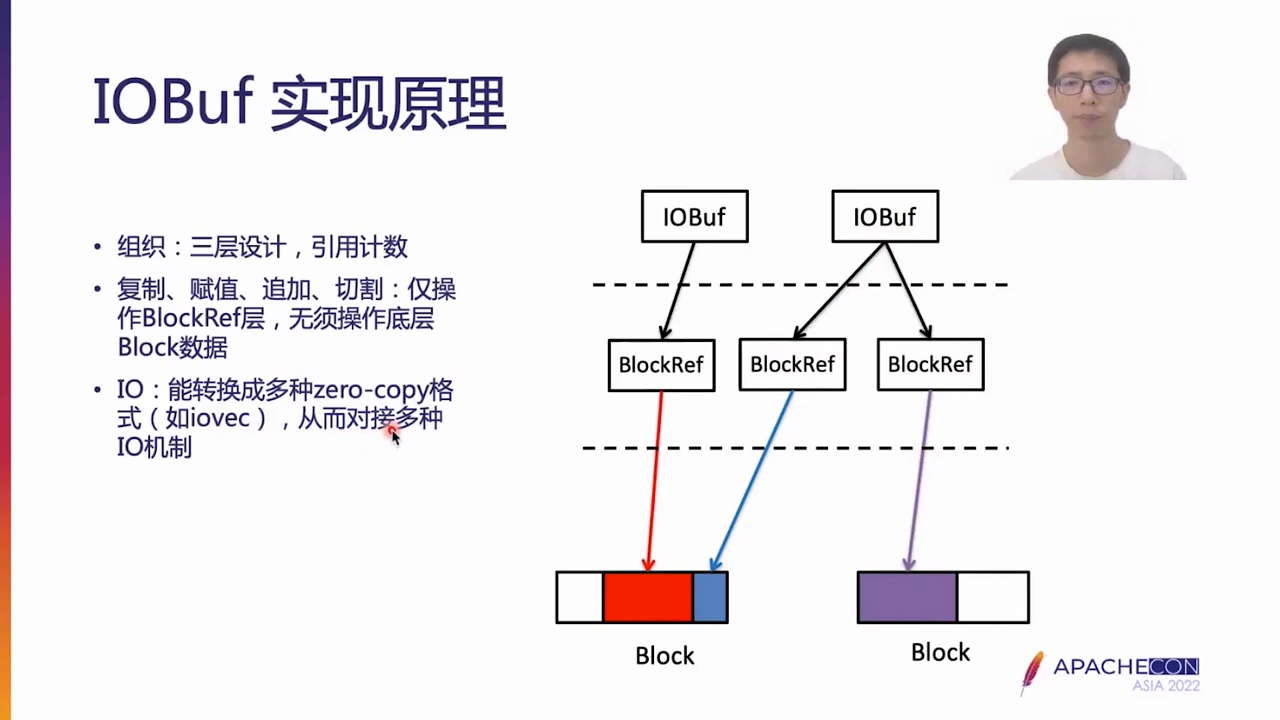 IOBuf 实现原理
• 组织：三层设计，引用计数
• 复制、赋值、追加、切割：仅操
作BlockRef层，无须操作底层
Block数据
• IO：能转换成多种zero-copy格
式（如iovec），从而对接多种
IO机制
IOBuf
IOBuf
BlockRef
BlockRef
BlockRef
Block
Block
APACHECON
ASIA 2022